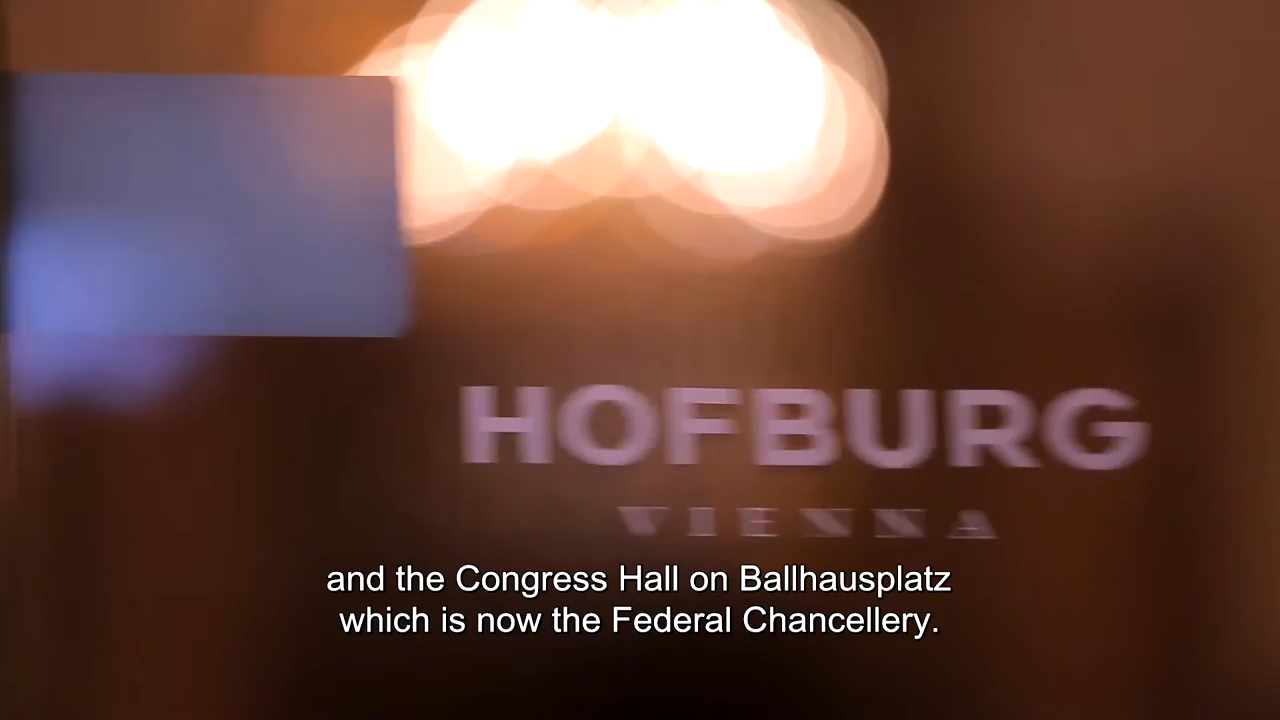 HOFBURG
VIENNA
and the Congress Hall on Ballhausplatz
which is now the Federal Chancellery.